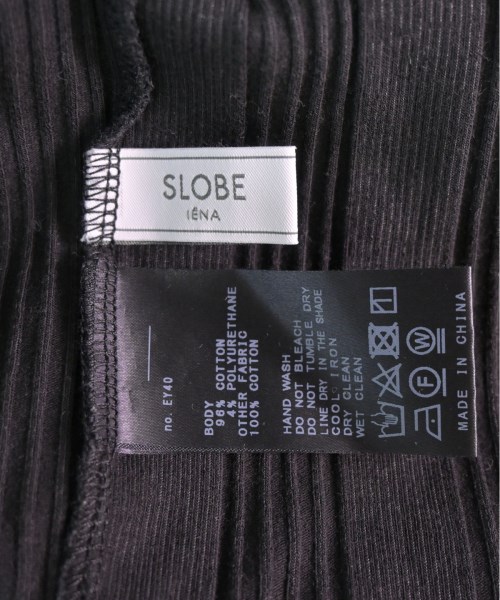 SLOBE
IÉNA
no. EY40
BODY
96% COTTON
4% POLYURETHANE
OTHER FABRIC
100% COTTON
HAND WASH
DO NOT BLEACH
DO NOT TUMBLE DRY
LINE DRY IN THE SHADE
COOL IRON
DRY CLEAN
WET CLEAN
F
W
MADE IN CHINA